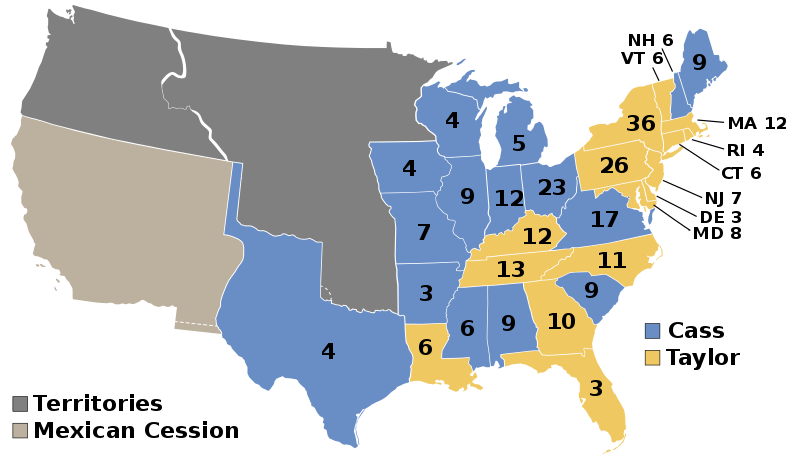 NH 6
VT 6
9
4
36
MA 12
5
RI 4
26
4
CT 6
23
9
12
NJ 7
17
DE 3
7
12
MD 8
11
13
3
9
10
6
9
Cass
6
4
Taylor
3
Territories
Mexican Cession